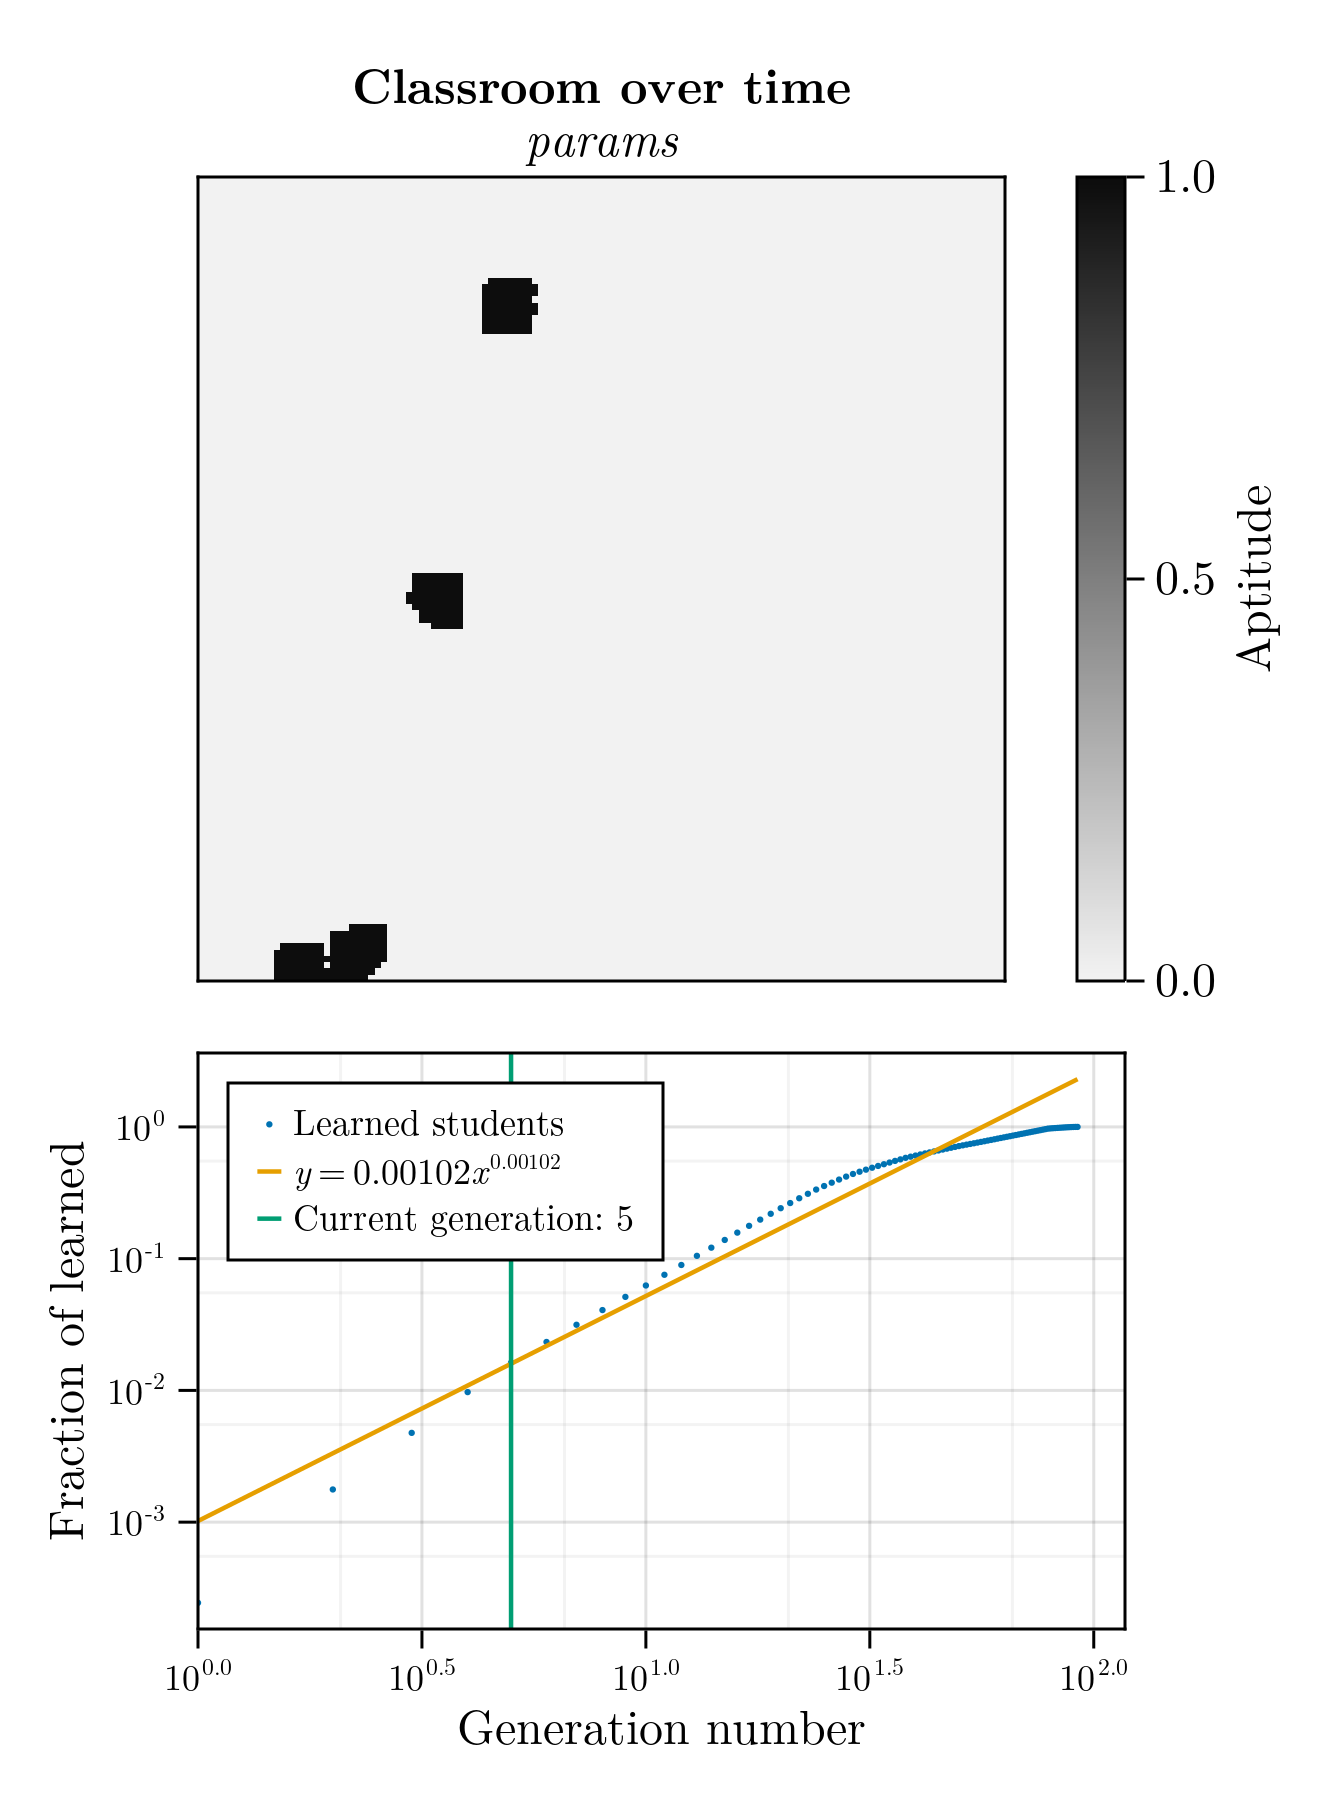 Classroom over time
params
1.0
0.5
0.0
Aptitude
Learned students
y = 0.00102x^0.00102
Current generation: 5
10^0
10^-1
10^-2
10^-3
Fraction of learned
10^0.0 10^0.5 10^1.0 10^1.5 10^2.0
Generation number